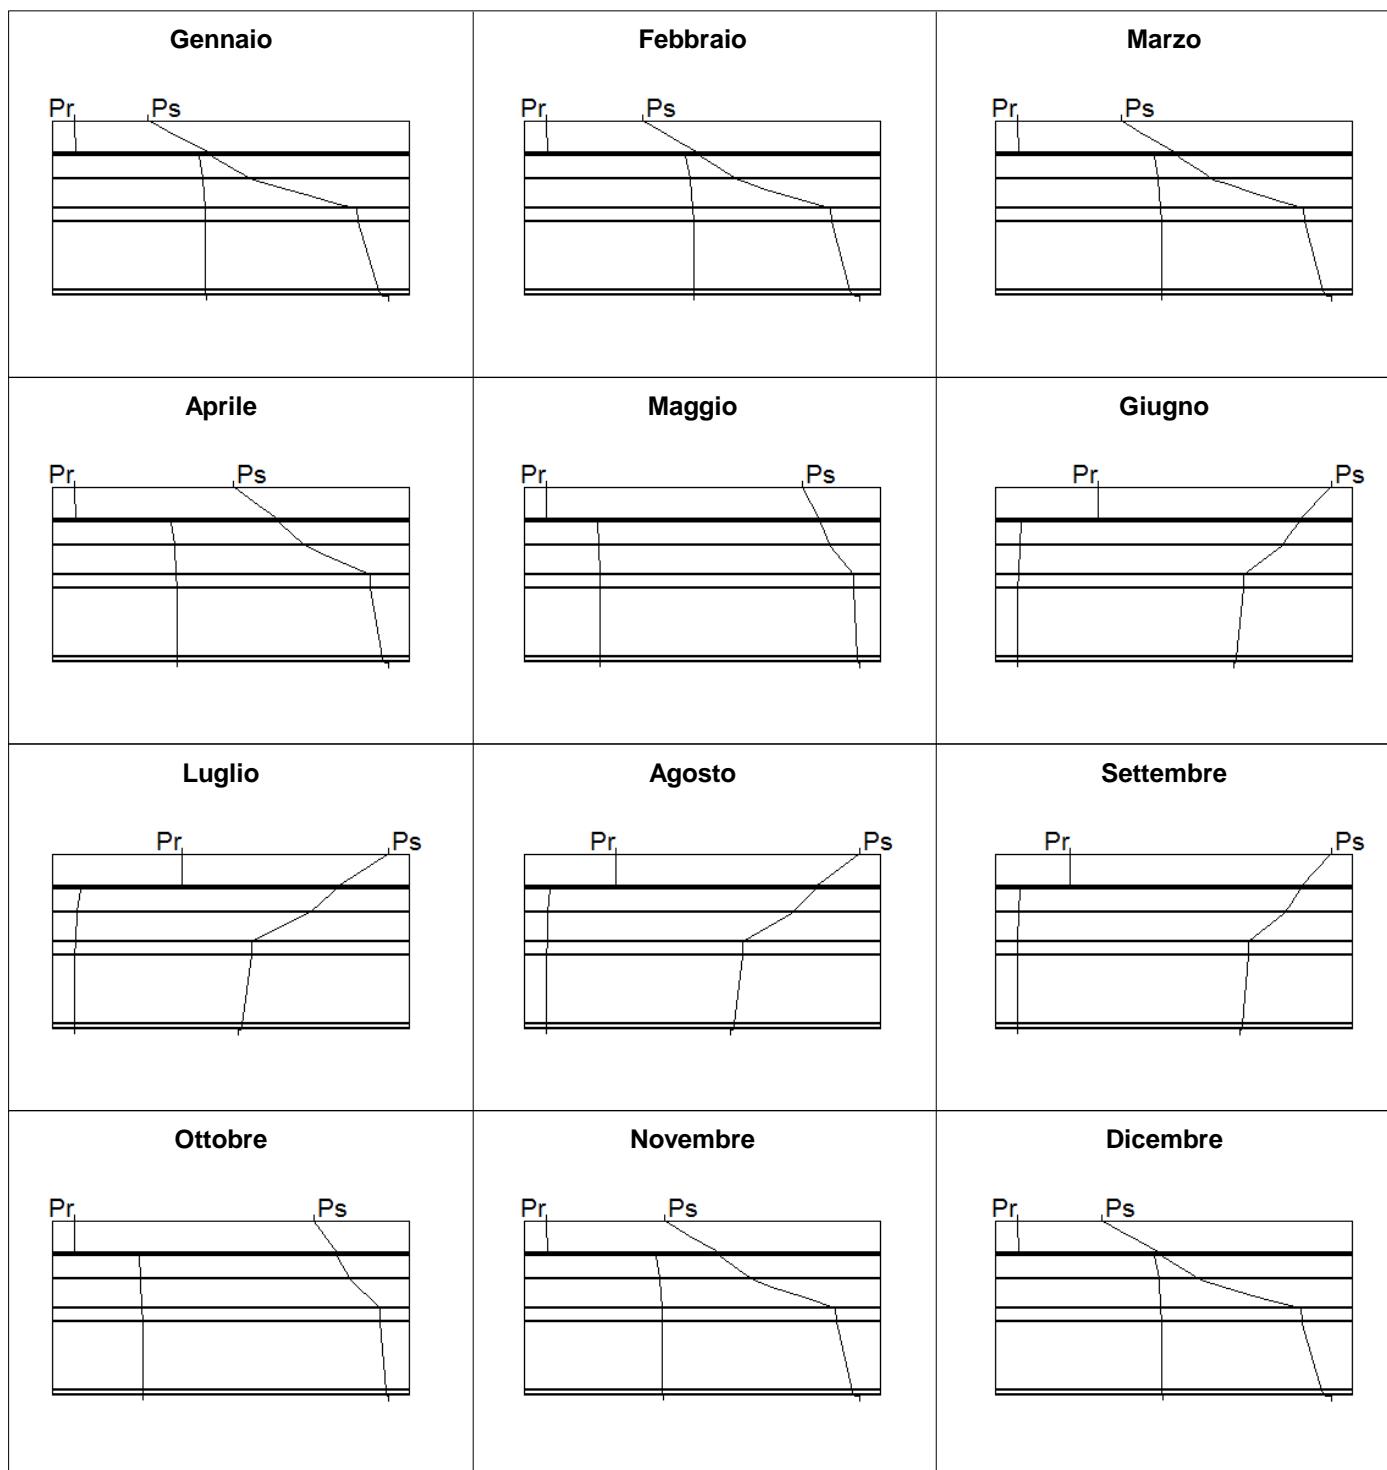 Gennaio Febbraio Marzo
Pr Ps Pr Ps Pr Ps
Aprile Maggio Giugno
Pr Ps Pr Ps Pr Ps
Luglio Agosto Settembre
Pr Ps Pr Ps Pr Ps
Ottobre Novembre Dicembre
Pr Ps Pr Ps Pr Ps